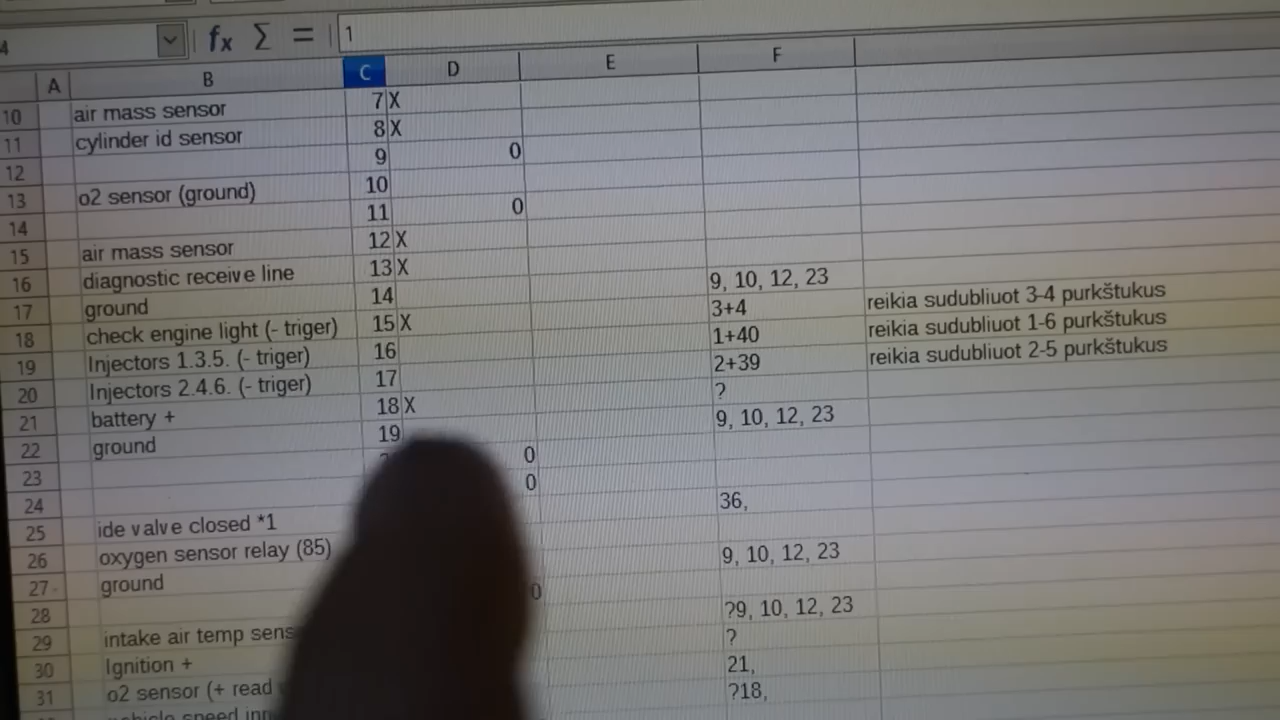 4 fx Σ = 1
A B C D E F
10 air mass sensor 7 X
11 cylinder id sensor 8 X
12 9 0
13 o2 sensor (ground) 10
14 11 0
15 air mass sensor 12 X
16 diagnostic receive line 13 X
17 ground 14 9, 10, 12, 23
18 check engine light (- triger) 15 X 3+4 reikia sudubliuot 3-4 purkštukus
19 Injectors 1.3.5. (- triger) 16 1+40 reikia sudubliuot 1-6 purkštukus
20 Injectors 2.4.6. (- triger) 17 2+39 reikia sudubliuot 2-5 purkštukus
21 battery + 18 X ?
22 ground 19 9, 10, 12, 23
23 0
24 0
25 ide valve closed *1 36,
26 oxygen sensor relay (85)
27 ground 9, 10, 12, 23
28 0
29 intake air temp sens ?9, 10, 12, 23
30 Ignition + ?
31 o2 sensor (+ read 21,
vehicle speed ?18,